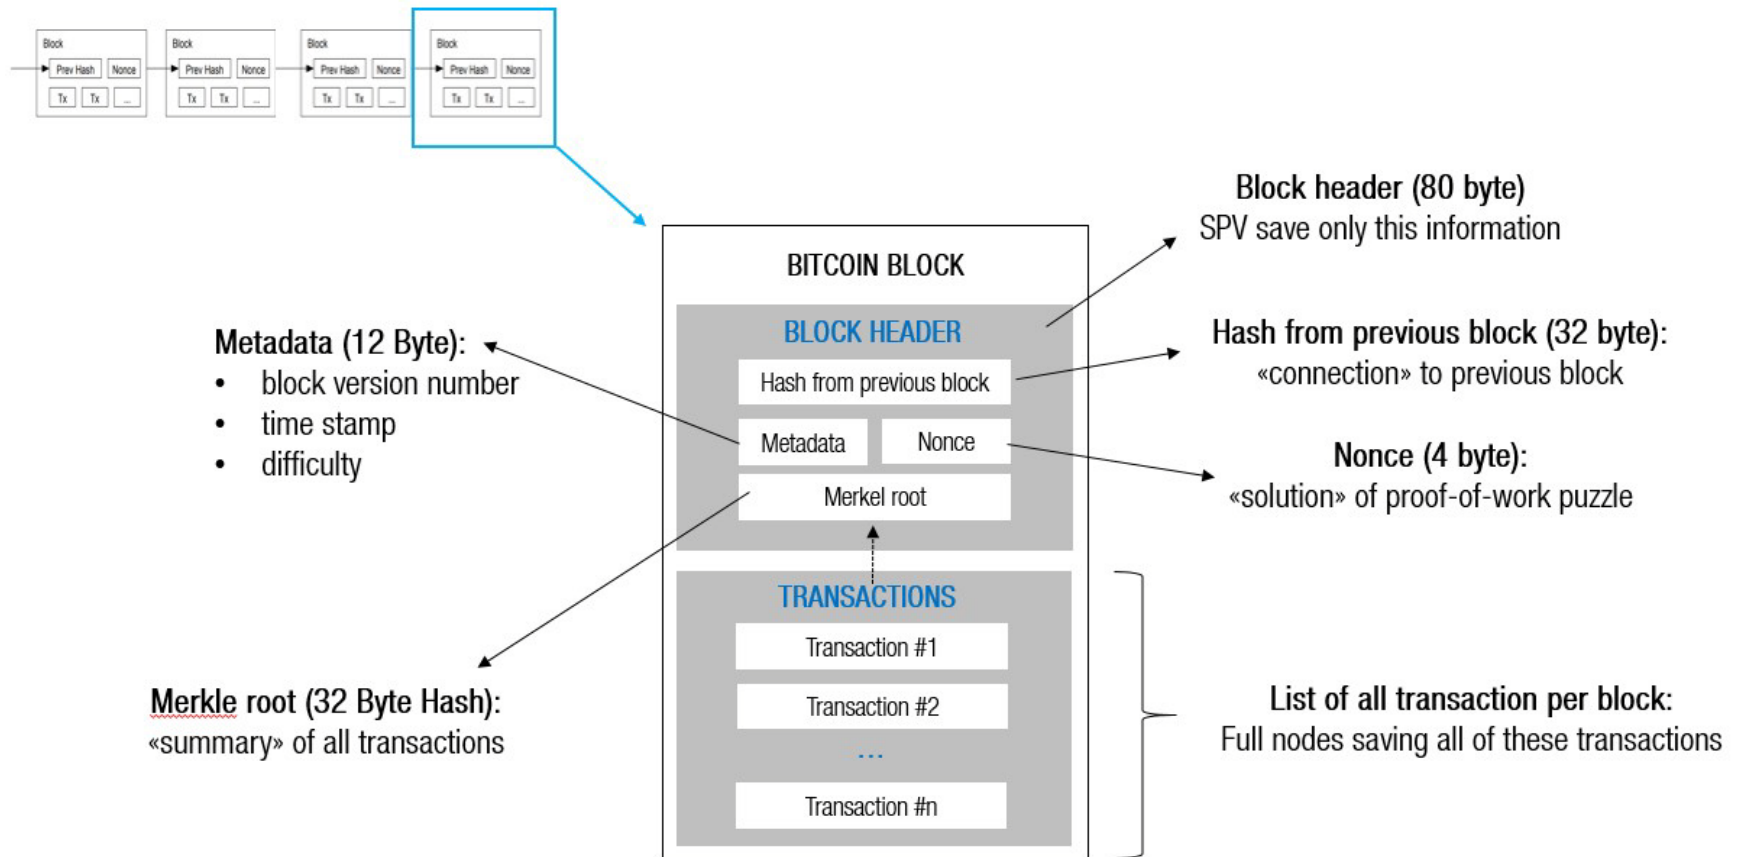 Block
Prev Hash Nonce
Tx Tx ...
Block
Prev Hash Nonce
Tx Tx ...
Block
Prev Hash Nonce
Tx Tx ...
Block
Prev Hash Nonce
Tx Tx ...
BITCOIN BLOCK
BLOCK HEADER
Hash from previous block
Metadata
Nonce
Merkel root
TRANSACTIONS
Transaction #1
Transaction #2
...
Transaction #n
Metadata (12 Byte):
• block version number
• time stamp
• difficulty
Merkle root (32 Byte Hash):
«summary» of all transactions
Block header (80 byte)
SPV save only this information
Hash from previous block (32 byte):
«connection» to previous block
Nonce (4 byte):
«solution» of proof-of-work puzzle
List of all transaction per block:
Full nodes saving all of these transactions